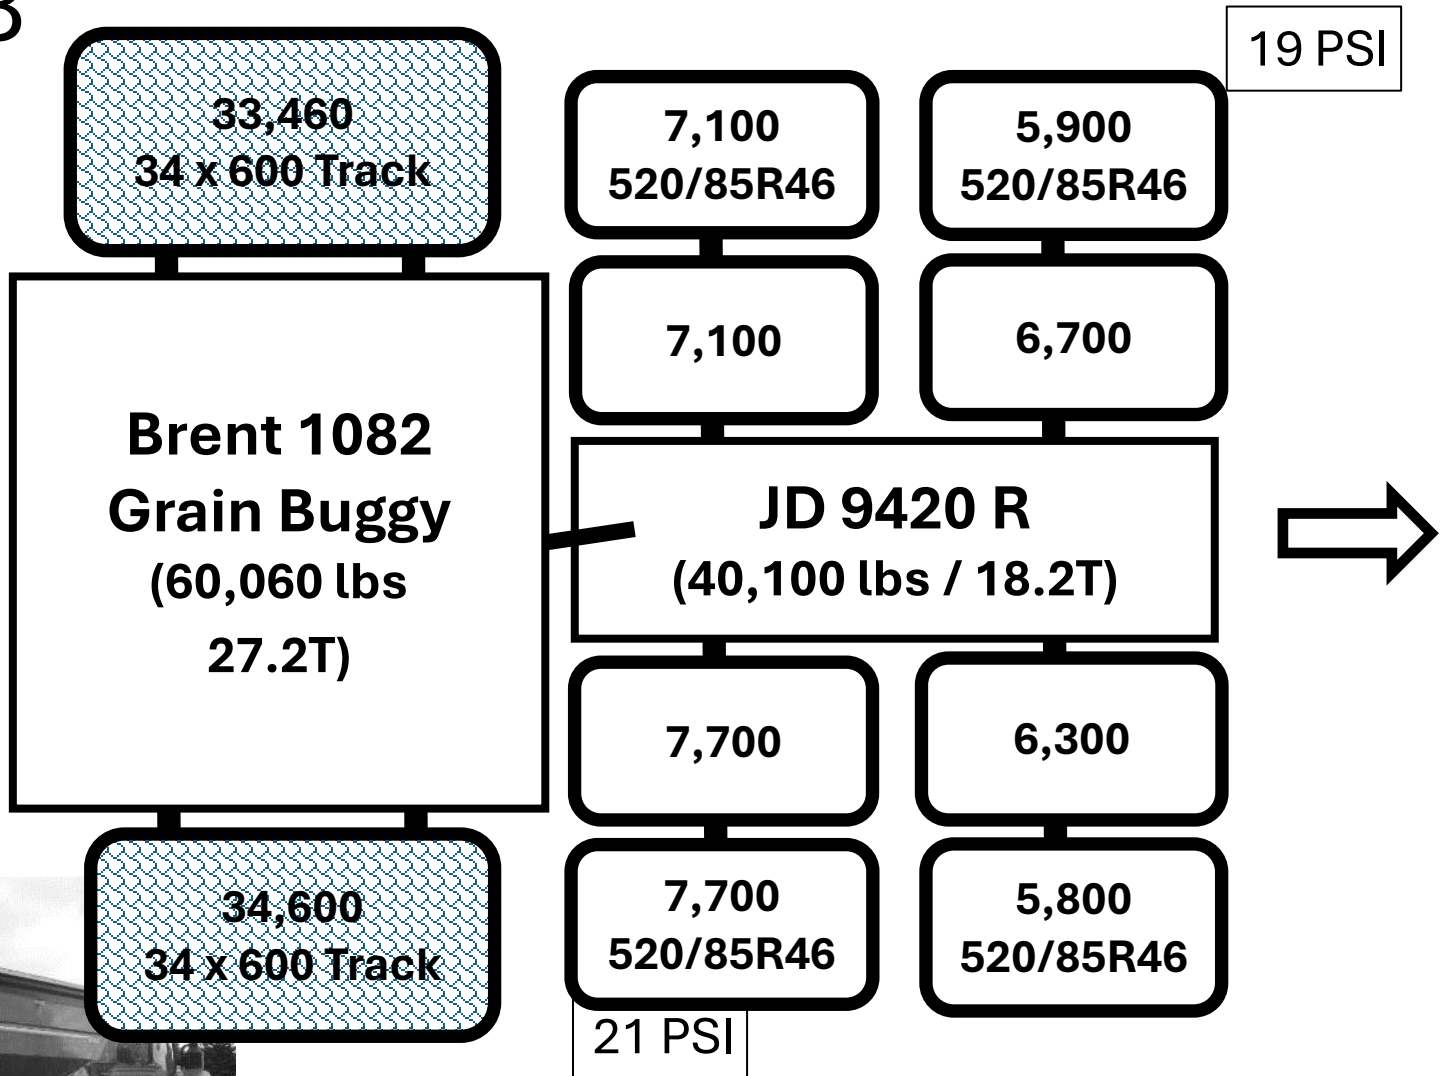 19 PSI
33,460
34 x 600 Track
7,100
520/85R46
5,900
520/85R46
7,100
6,700
Brent 1082
Grain Buggy
(60,060 lbs
27.2T)
JD 9420 R
(40,100 lbs / 18.2T)
7,700
6,300
34,600
34 x 600 Track
7,700
520/85R46
5,800
520/85R46
21 PSI